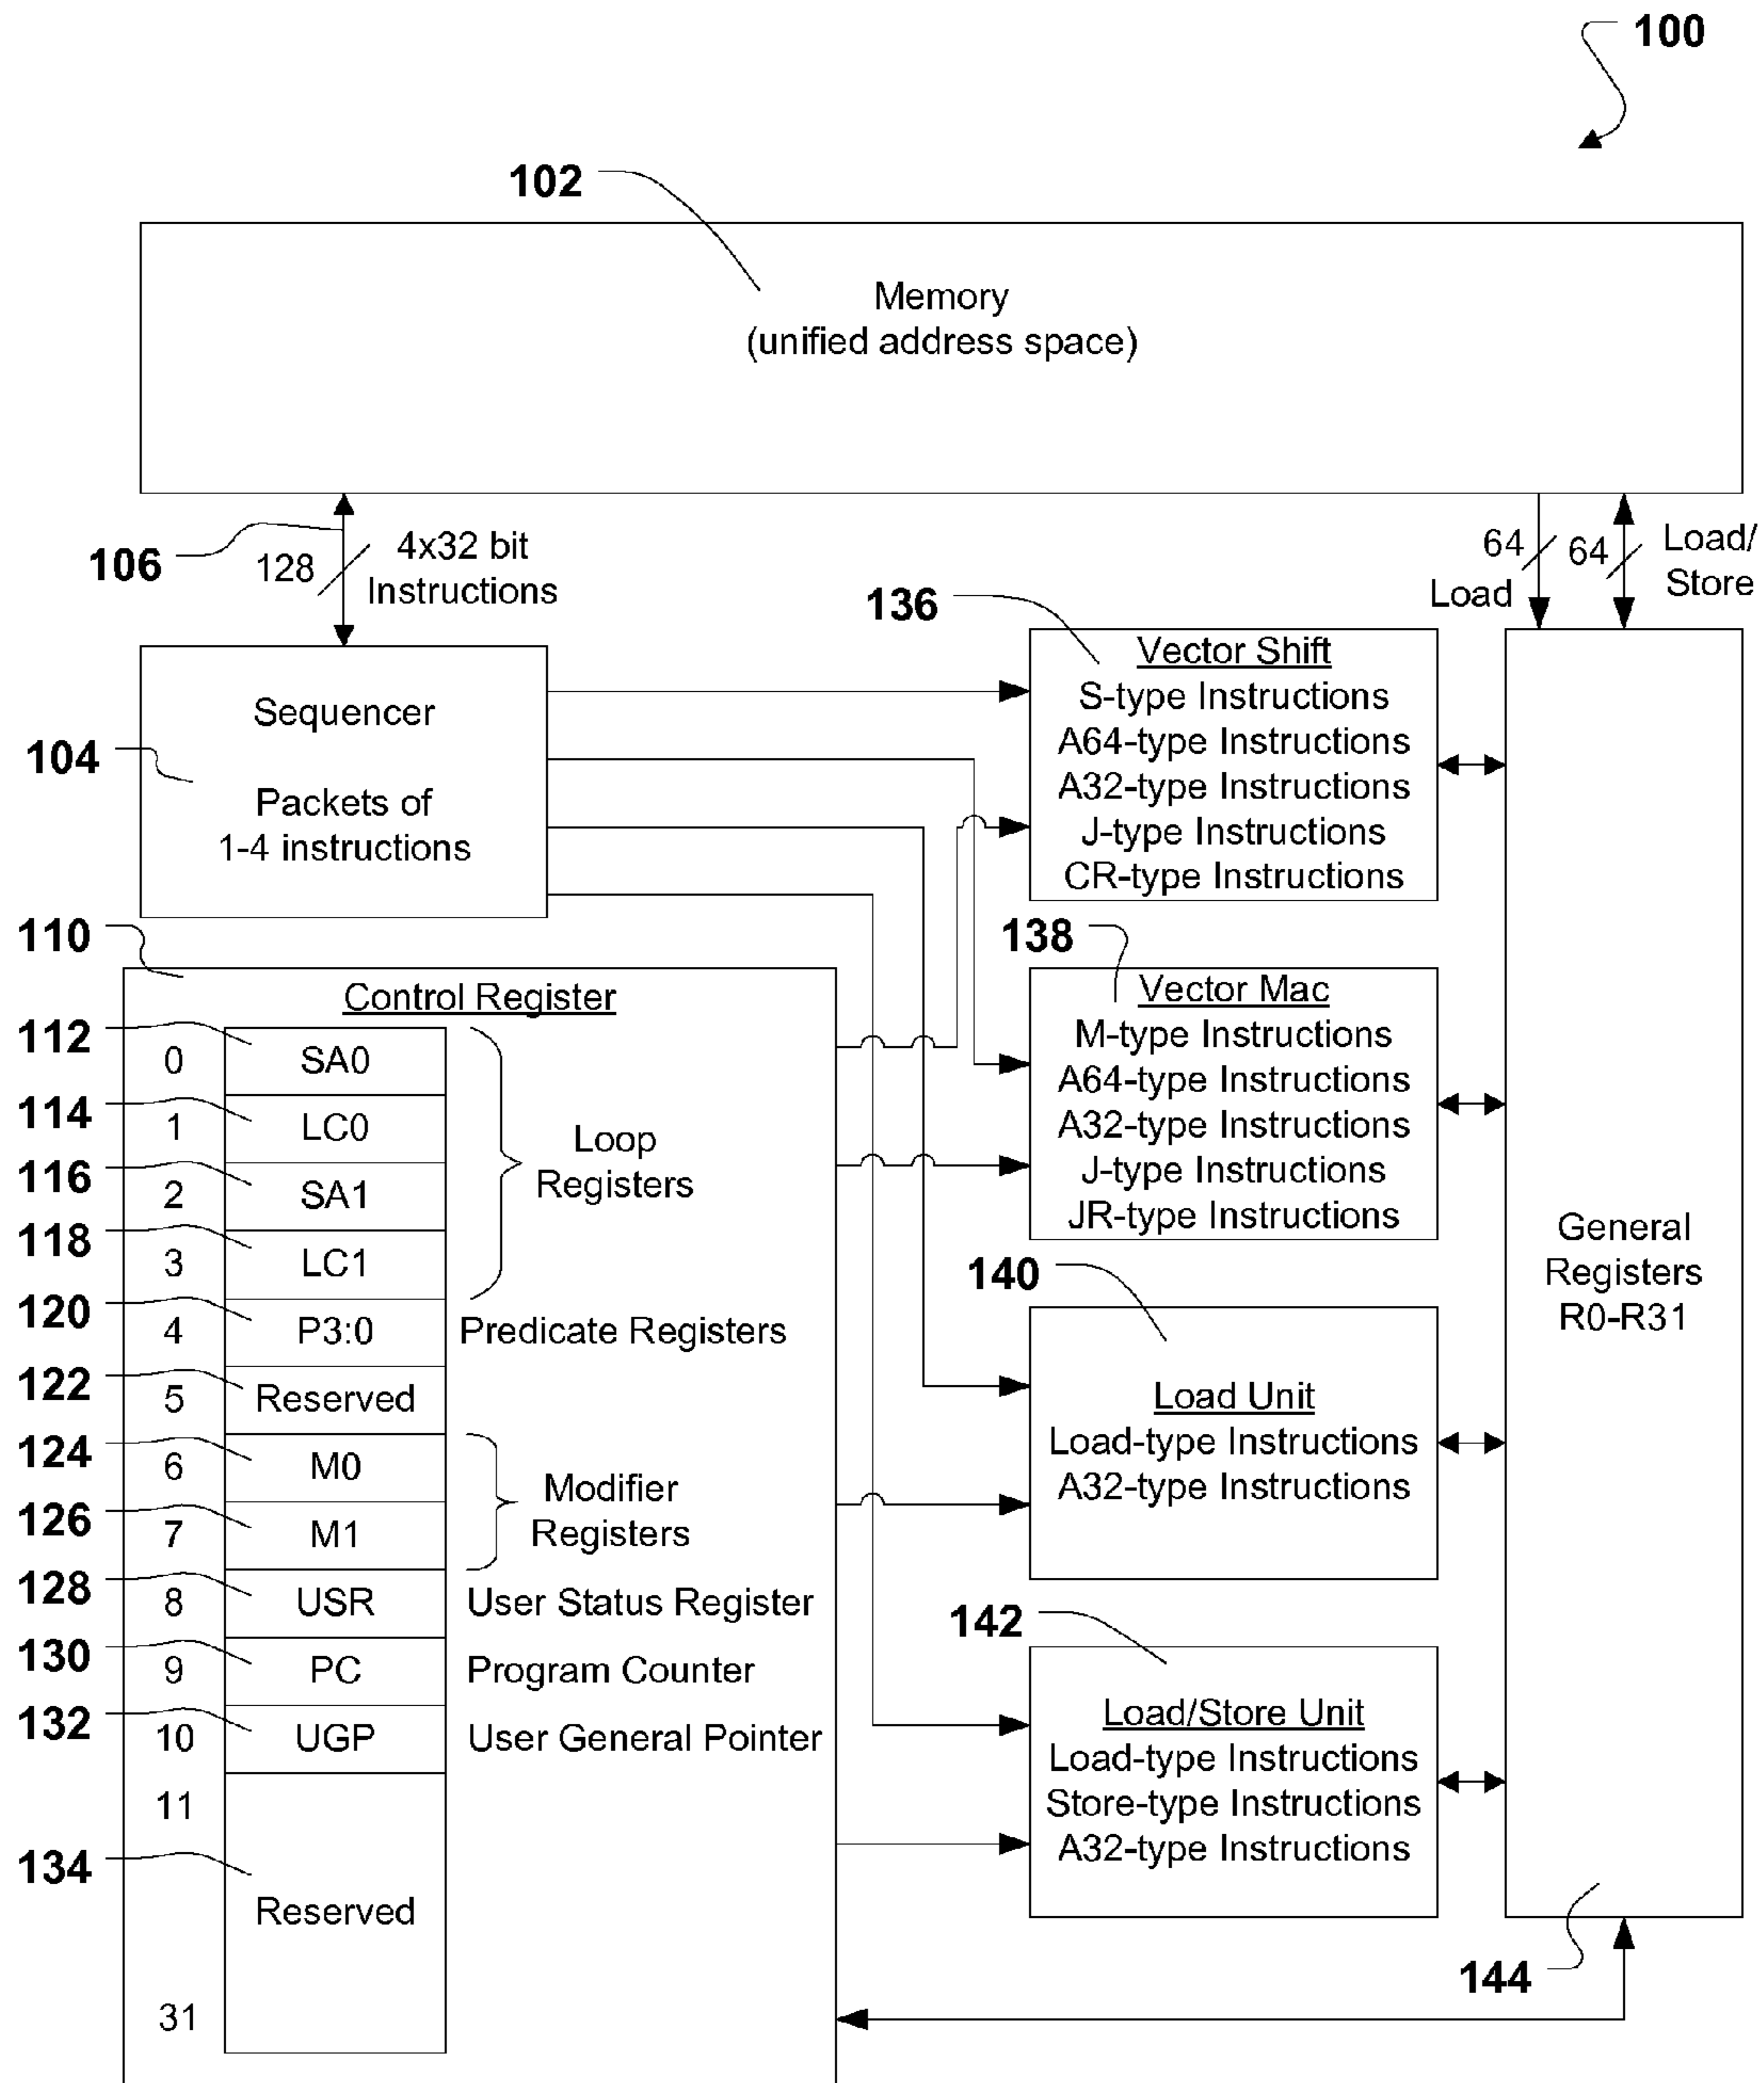 100
102
Memory
(unified address space)
106
128
4x32 bit
Instructions
64
Load
64
Load/
Store
104
Sequencer
Packets of
1-4 instructions
136
Vector Shift
S-type Instructions
A64-type Instructions
A32-type Instructions
J-type Instructions
CR-type Instructions
138
Vector Mac
M-type Instructions
A64-type Instructions
A32-type Instructions
J-type Instructions
JR-type Instructions
140
Load Unit
Load-type Instructions
A32-type Instructions
142
Load/Store Unit
Load-type Instructions
Store-type Instructions
A32-type Instructions
General
Registers
R0-R31
144
110
Control Register
112
0 SA0
114
1 LC0
116
2 SA1
118
3 LC1
Loop
Registers
120
4 P3:0 Predicate Registers
122
5 Reserved
124
6 M0
126
7 M1
Modifier
Registers
128
8 USR User Status Register
130
9 PC Program Counter
132
10 UGP User General Pointer
11
134
Reserved
31